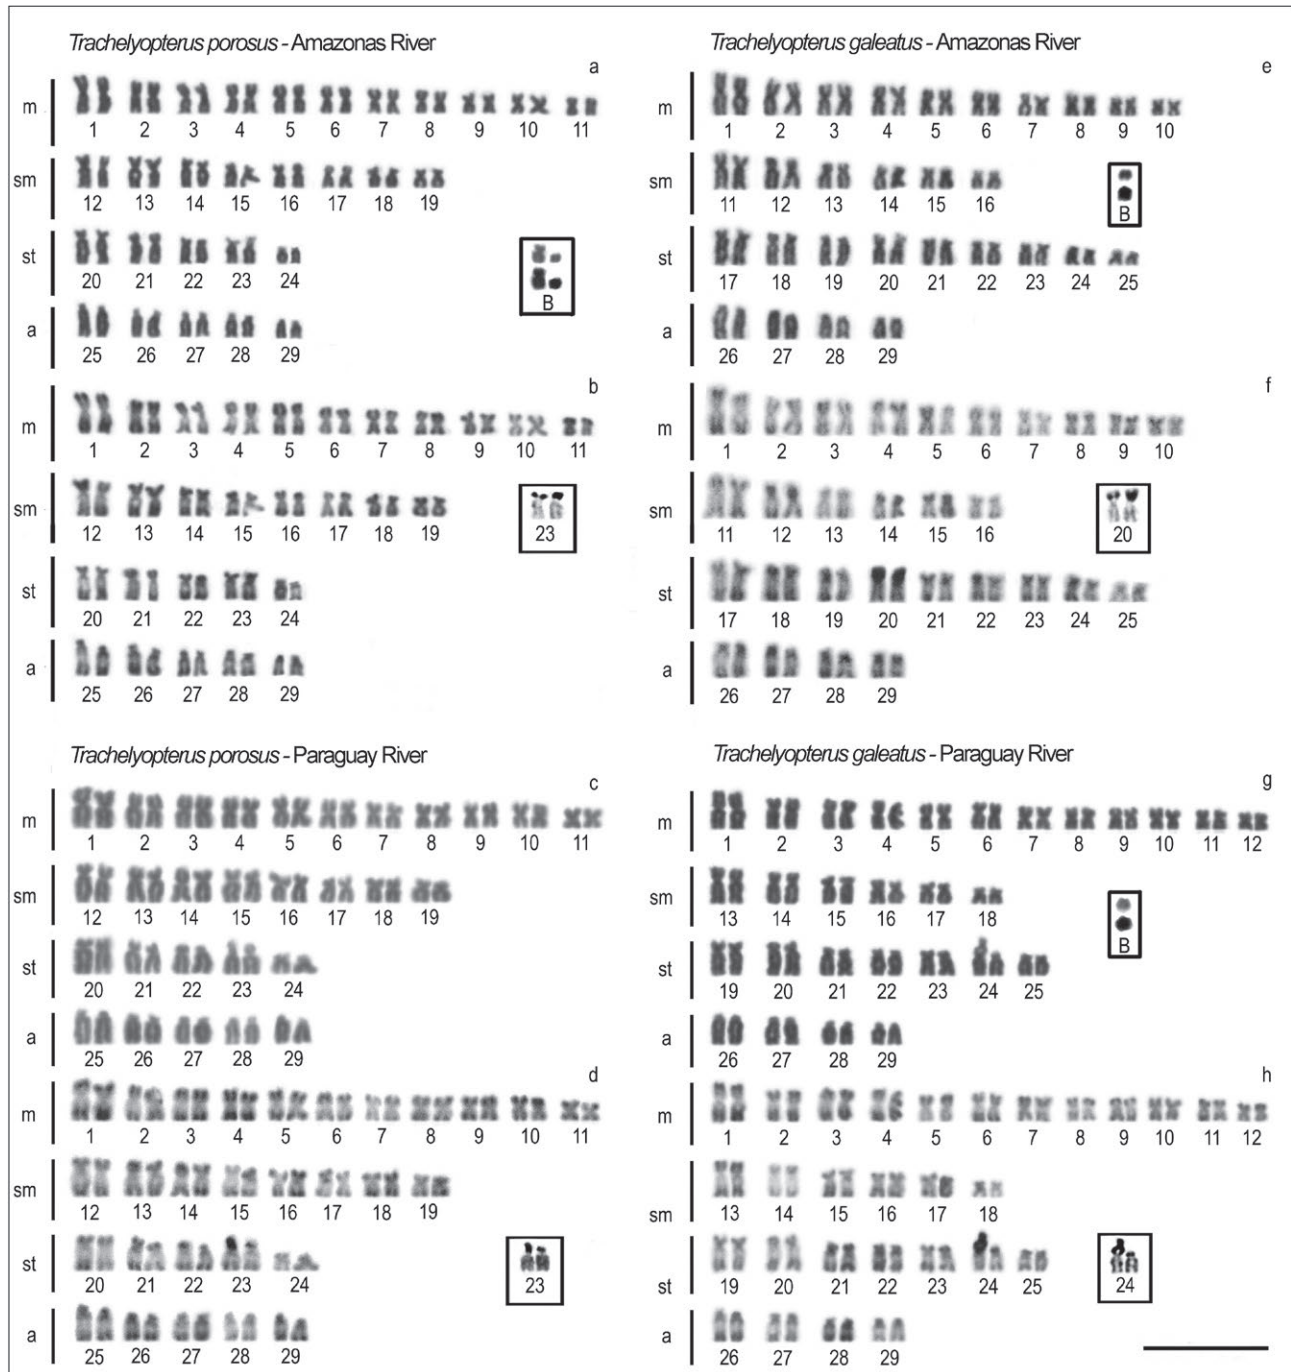 Trachelyopterus porosus - Amazonas River
a
m
1 2 3 4 5 6 7 8 9 10 11
sm
12 13 14 15 16 17 18 19
st
20 21 22 23 24
B
a
25 26 27 28 29
b
m
1 2 3 4 5 6 7 8 9 10 11
sm
12 13 14 15 16 17 18 19
23
st
20 21 22 23 24
a
25 26 27 28 29
Trachelyopterus galeatus - Amazonas River
e
m
1 2 3 4 5 6 7 8 9 10
sm
11 12 13 14 15 16
B
st
17 18 19 20 21 22 23 24 25
a
26 27 28 29
f
m
1 2 3 4 5 6 7 8 9 10
sm
11 12 13 14 15 16
20
st
17 18 19 20 21 22 23 24 25
a
26 27 28 29
Trachelyopterus porosus - Paraguay River
c
m
1 2 3 4 5 6 7 8 9 10 11
sm
12 13 14 15 16 17 18 19
st
20 21 22 23 24
a
25 26 27 28 29
d
m
1 2 3 4 5 6 7 8 9 10 11
sm
12 13 14 15 16 17 18 19
st
20 21 22 23 24
23
a
25 26 27 28 29
Trachelyopterus galeatus - Paraguay River
g
m
1 2 3 4 5 6 7 8 9 10 11 12
sm
13 14 15 16 17 18
B
st
19 20 21 22 23 24 25
a
26 27 28 29
h
m
1 2 3 4 5 6 7 8 9 10 11 12
sm
13 14 15 16 17 18
st
19 20 21 22 23 24 25
24
a
26 27 28 29